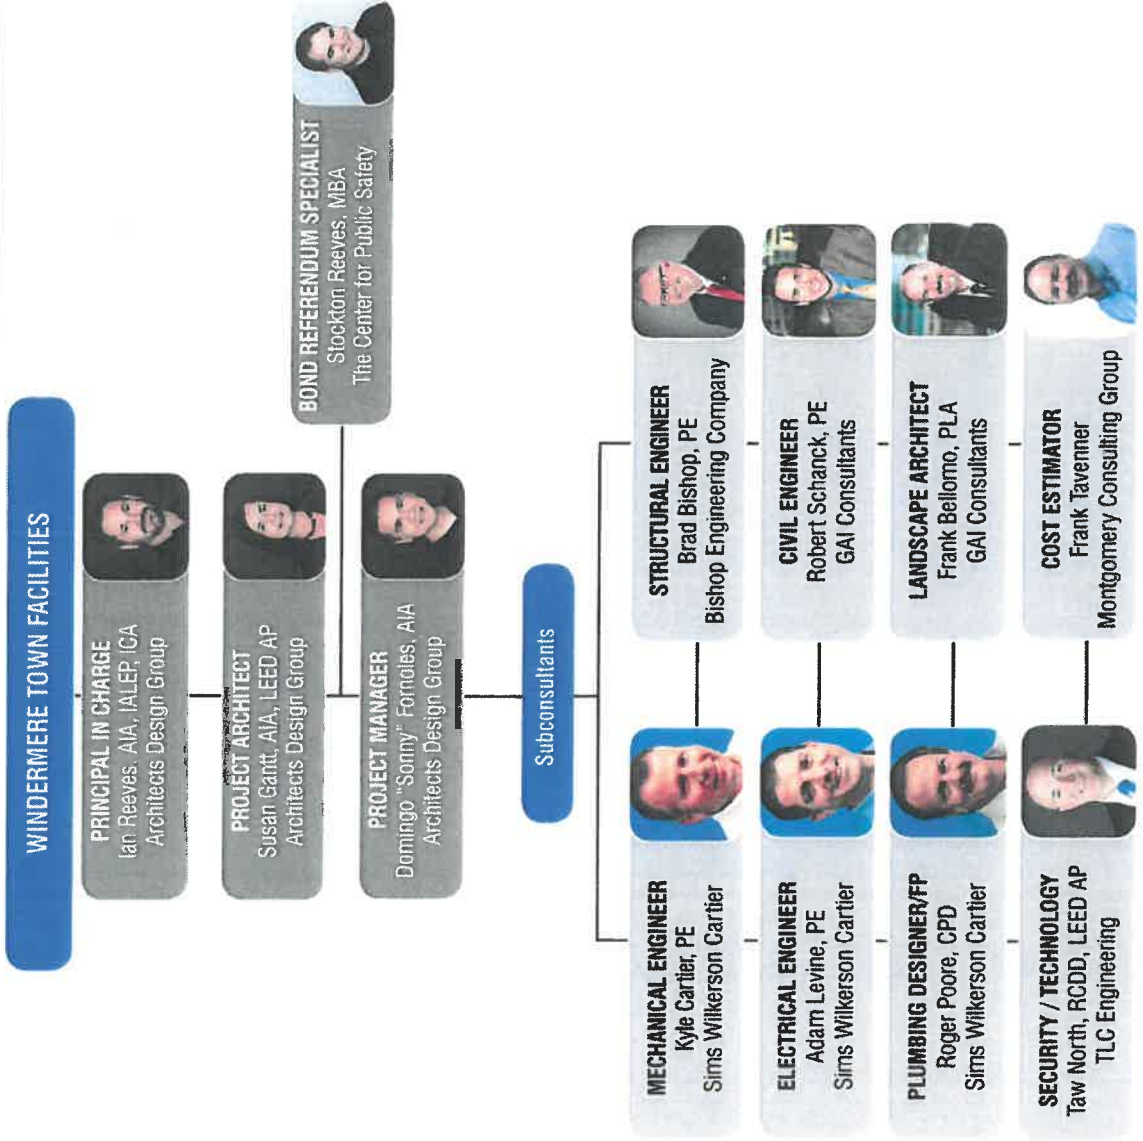 WINDERMERE TOWN FACILITIES
PRINCIPAL IN CHARGE
Ian Reeves, AIA, IALEP, ICA
Architects Design Group
PROJECT ARCHITECT
Susan Gantt, AIA, LEED AP
Architects Design Group
BOND REFERENDUM SPECIALIST
Stockton Reeves, MBA
The Center for Public Safety
PROJECT MANAGER
Domingo "Sonny" Fornoles, AIA
Architects Design Group
Subconsultants
MECHANICAL ENGINEER
Kyle Cartier, PE
Sims Wilkerson Cartier
STRUCTURAL ENGINEER
Brad Bishop, PE
Bishop Engineering Company
ELECTRICAL ENGINEER
Adam Levine, PE
Sims Wilkerson Cartier
CIVIL ENGINEER
Robert Schanck, PE
GAI Consultants
PLUMBING DESIGNER/FP
Roger Poore, CPD
Sims Wilkerson Cartier
LANDSCAPE ARCHITECT
Frank Bellomo, PLA
GAI Consultants
SECURITY / TECHNOLOGY
Taw North, RCDD, LEED AP
TLC Engineering
COST ESTIMATOR
Frank Tavenner
Montgomery Consulting Group